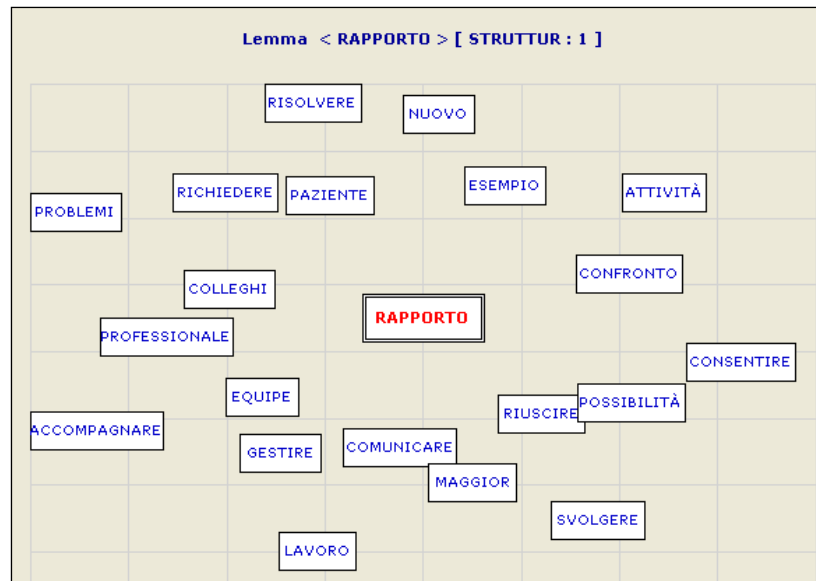 Lemma < RAPPORTO > [ STRUTTUR : 1 ]
RISOLVERE
NUOVO
RICHIEDERE
PAZIENTE
ESEMPIO
ATTIVITÀ
PROBLEMI
CONFRONTO
COLLEGHI
RAPPORTO
PROFESSIONALE
CONSENTIRE
EQUIPE
POSSIBILITÀ
RIUSCIRE
ACCOMPAGNARE
COMUNICARE
GESTIRE
MAGGIOR
SVOLGERE
LAVORO